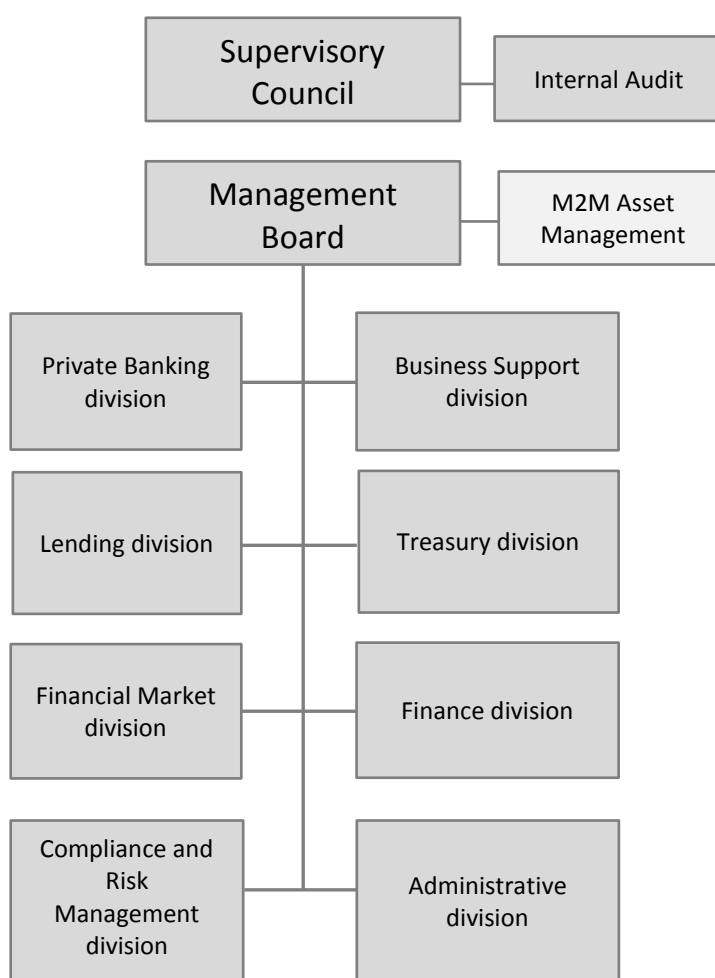 Supervisory
Council
Internal Audit
Management
Board
M2M Asset
Management
Private Banking
division
Business Support
division
Lending division
Treasury division
Financial Market
division
Finance division
Compliance and
Risk
Management
division
Administrative
division